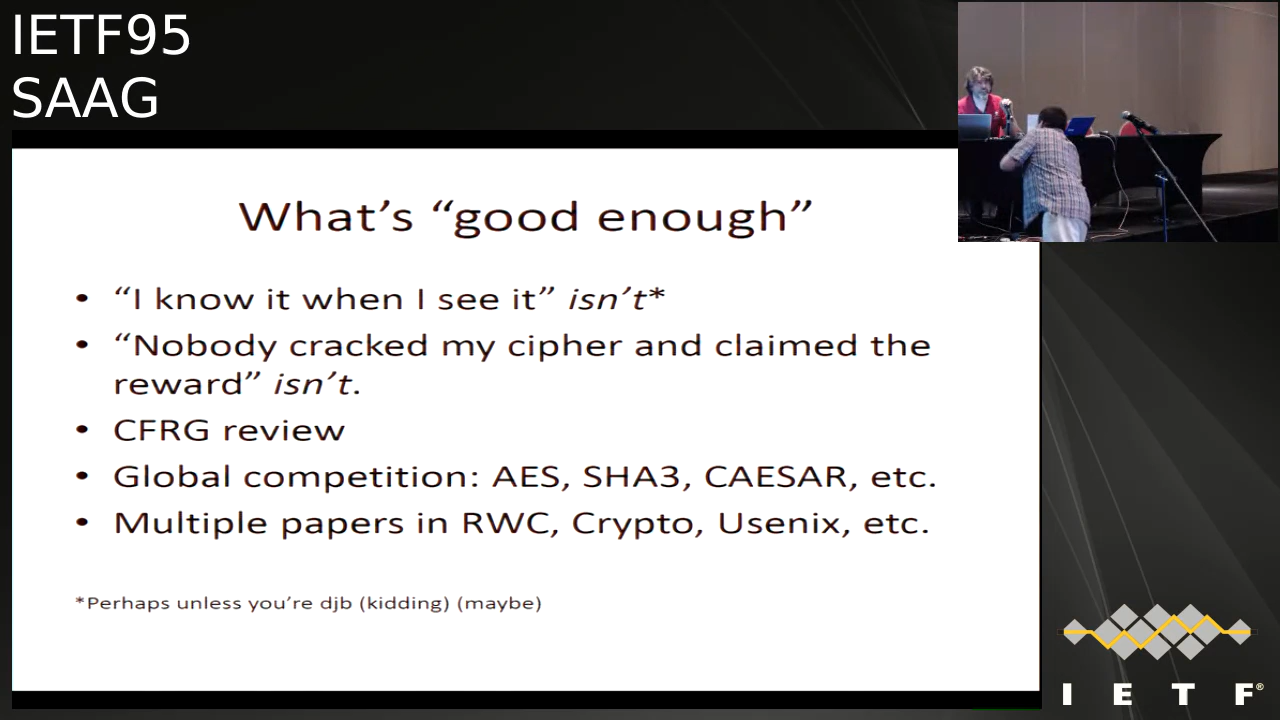 IETF95
SAAG
What’s “good enough”
• “I know it when I see it” isn’t*
• “Nobody cracked my cipher and claimed the
reward” isn’t.
• CFRG review
• Global competition: AES, SHA3, CAESAR, etc.
• Multiple papers in RWC, Crypto, Usenix, etc.
*Perhaps unless you’re djb (kidding) (maybe)
I E T F®